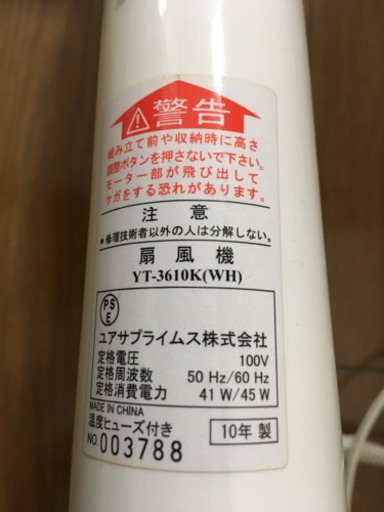 警告
組み立て前や収納時に高さ
調整ボタンを押さないで下さい。
モーター部が飛び出して
ケガをする恐れがあります。
注意
●修理技術者以外の人は分解しない。
扇風機
YT-3610K(WH)
PS
E
ユアサプライムス株式会社
定格電圧 100V
定格周波数 50 Hz/60 Hz
定格消費電力 41 W/45 W
MADE IN CHINA
温度ヒューズ付き 10年製
NO 003788